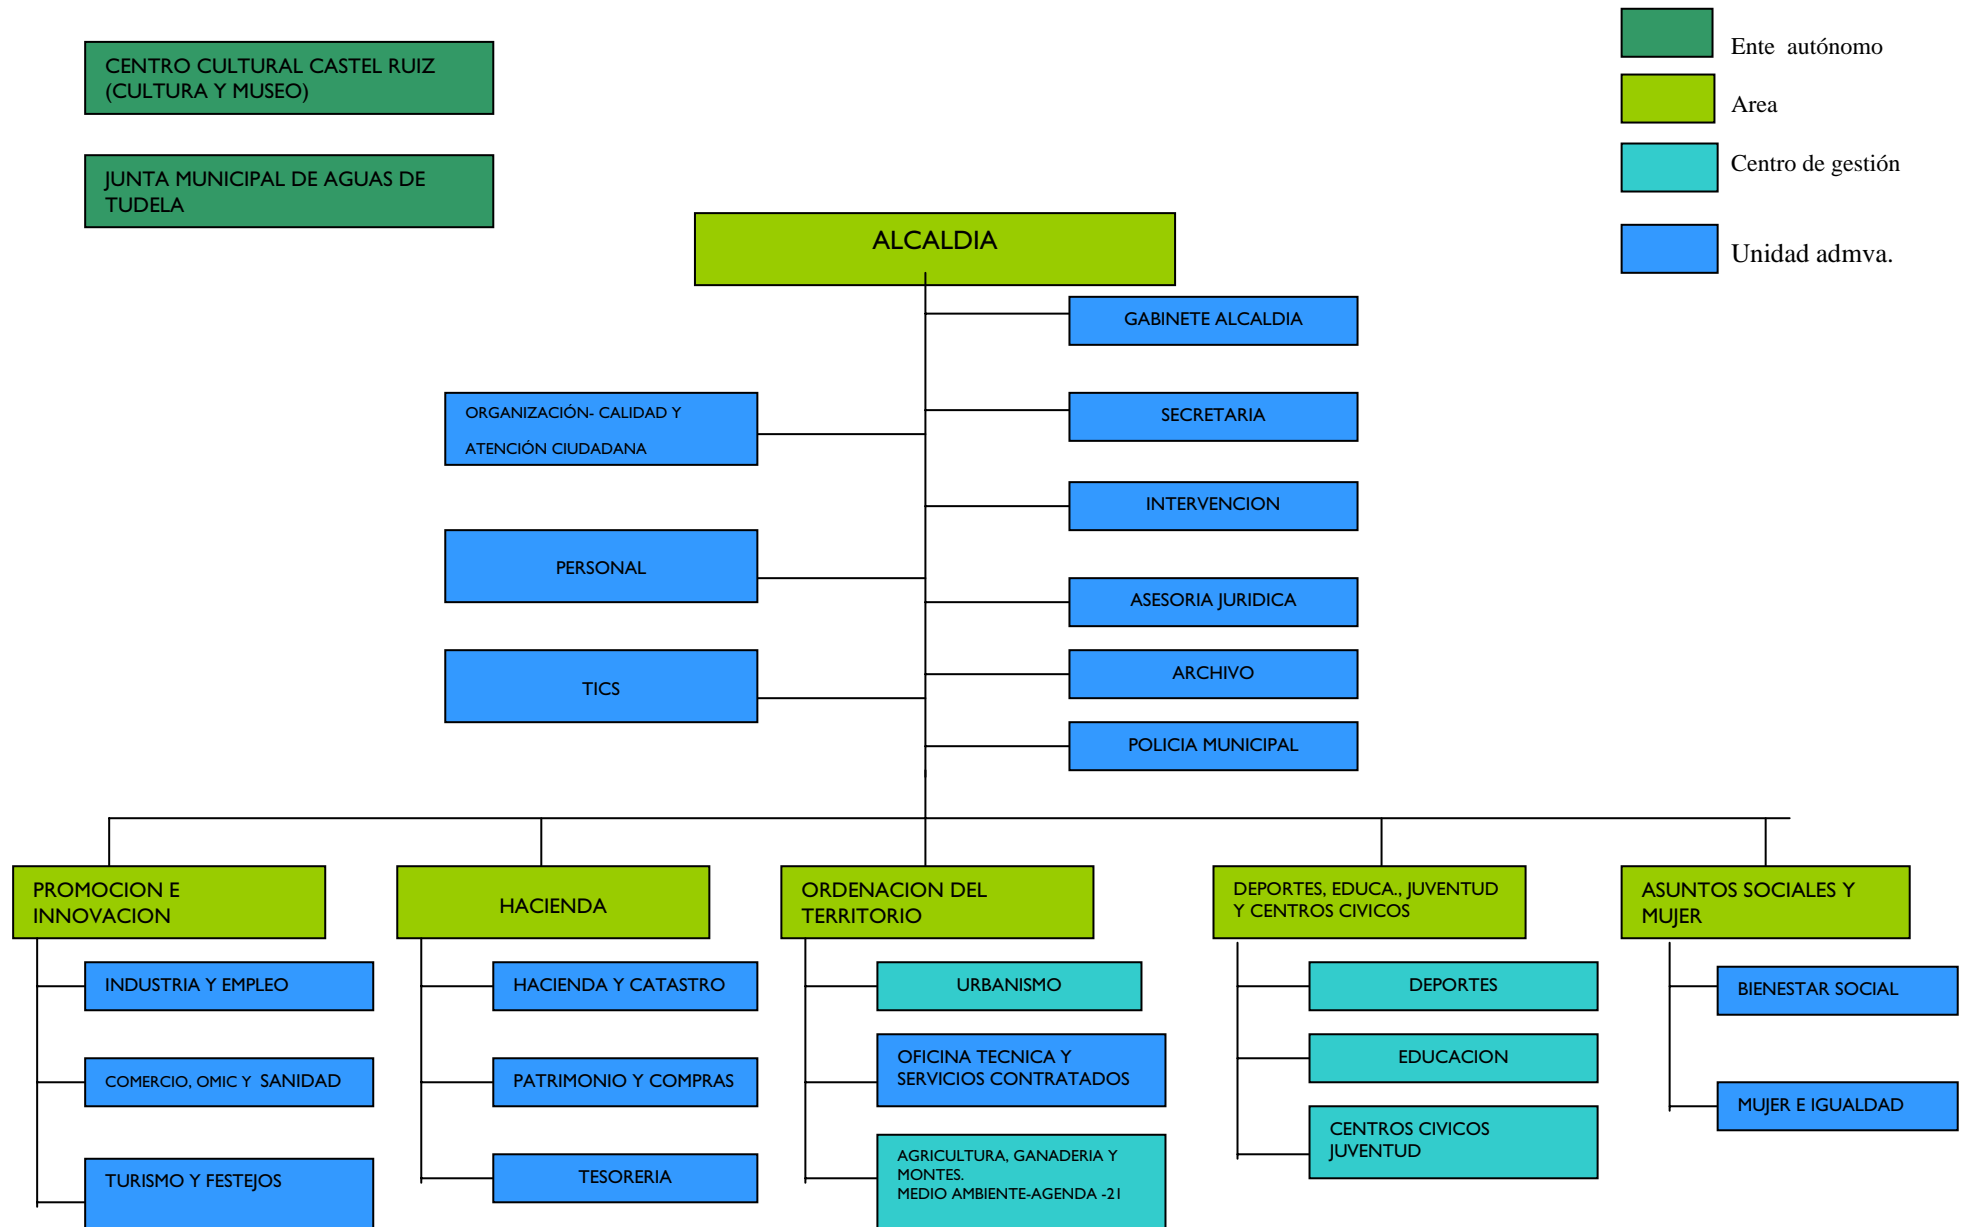 CENTRO CULTURAL CASTEL RUIZ
(CULTURA Y MUSEO)
JUNTA MUNICIPAL DE AGUAS DE
TUDELA
Ente autónomo
Area
Centro de gestión
Unidad admva.
ALCALDIA
GABINETE ALCALDIA
ORGANIZACIÓN- CALIDAD Y
ATENCIÓN CIUDADANA
SECRETARIA
INTERVENCION
PERSONAL
ASESORIA JURIDICA
TICS
ARCHIVO
POLICIA MUNICIPAL
PROMOCION E
INNOVACION
INDUSTRIA Y EMPLEO
COMERCIO, OMIC Y SANIDAD
TURISMO Y FESTEJOS
HACIENDA
HACIENDA Y CATASTRO
PATRIMONIO Y COMPRAS
TESORERIA
ORDENACION DEL
TERRITORIO
URBANISMO
OFICINA TECNICA Y
SERVICIOS CONTRATADOS
AGRICULTURA, GANADERIA Y
MONTES.
MEDIO AMBIENTE-AGENDA -21
DEPORTES, EDUCA., JUVENTUD
Y CENTROS CIVICOS
DEPORTES
EDUCACION
CENTROS CIVICOS
JUVENTUD
ASUNTOS SOCIALES Y
MUJER
BIENESTAR SOCIAL
MUJER E IGUALDAD